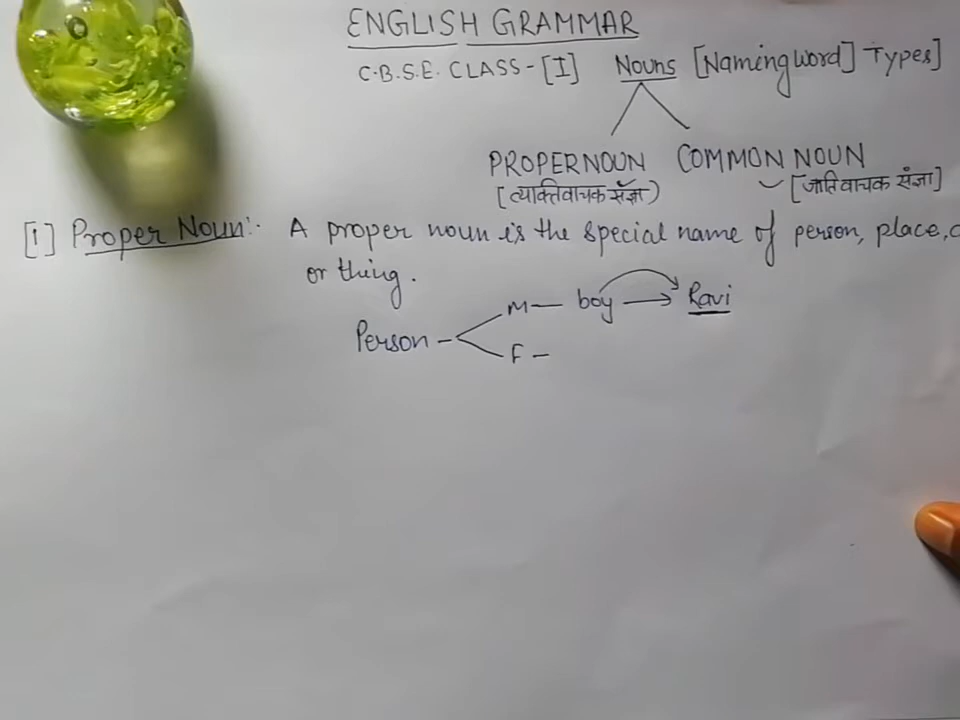 ENGLISH GRAMMAR
C.B.S.E. CLASS-[I] Nouns [Naming word] Types]
PROPER NOUN COMMON NOUN
[व्यक्तिवाचक संज्ञा) [जातिवाचक संज्ञा]
[1] Proper Noun:- A proper noun is the special name of person, place,
or thing.
M— boy → Ravi
Person -
F -